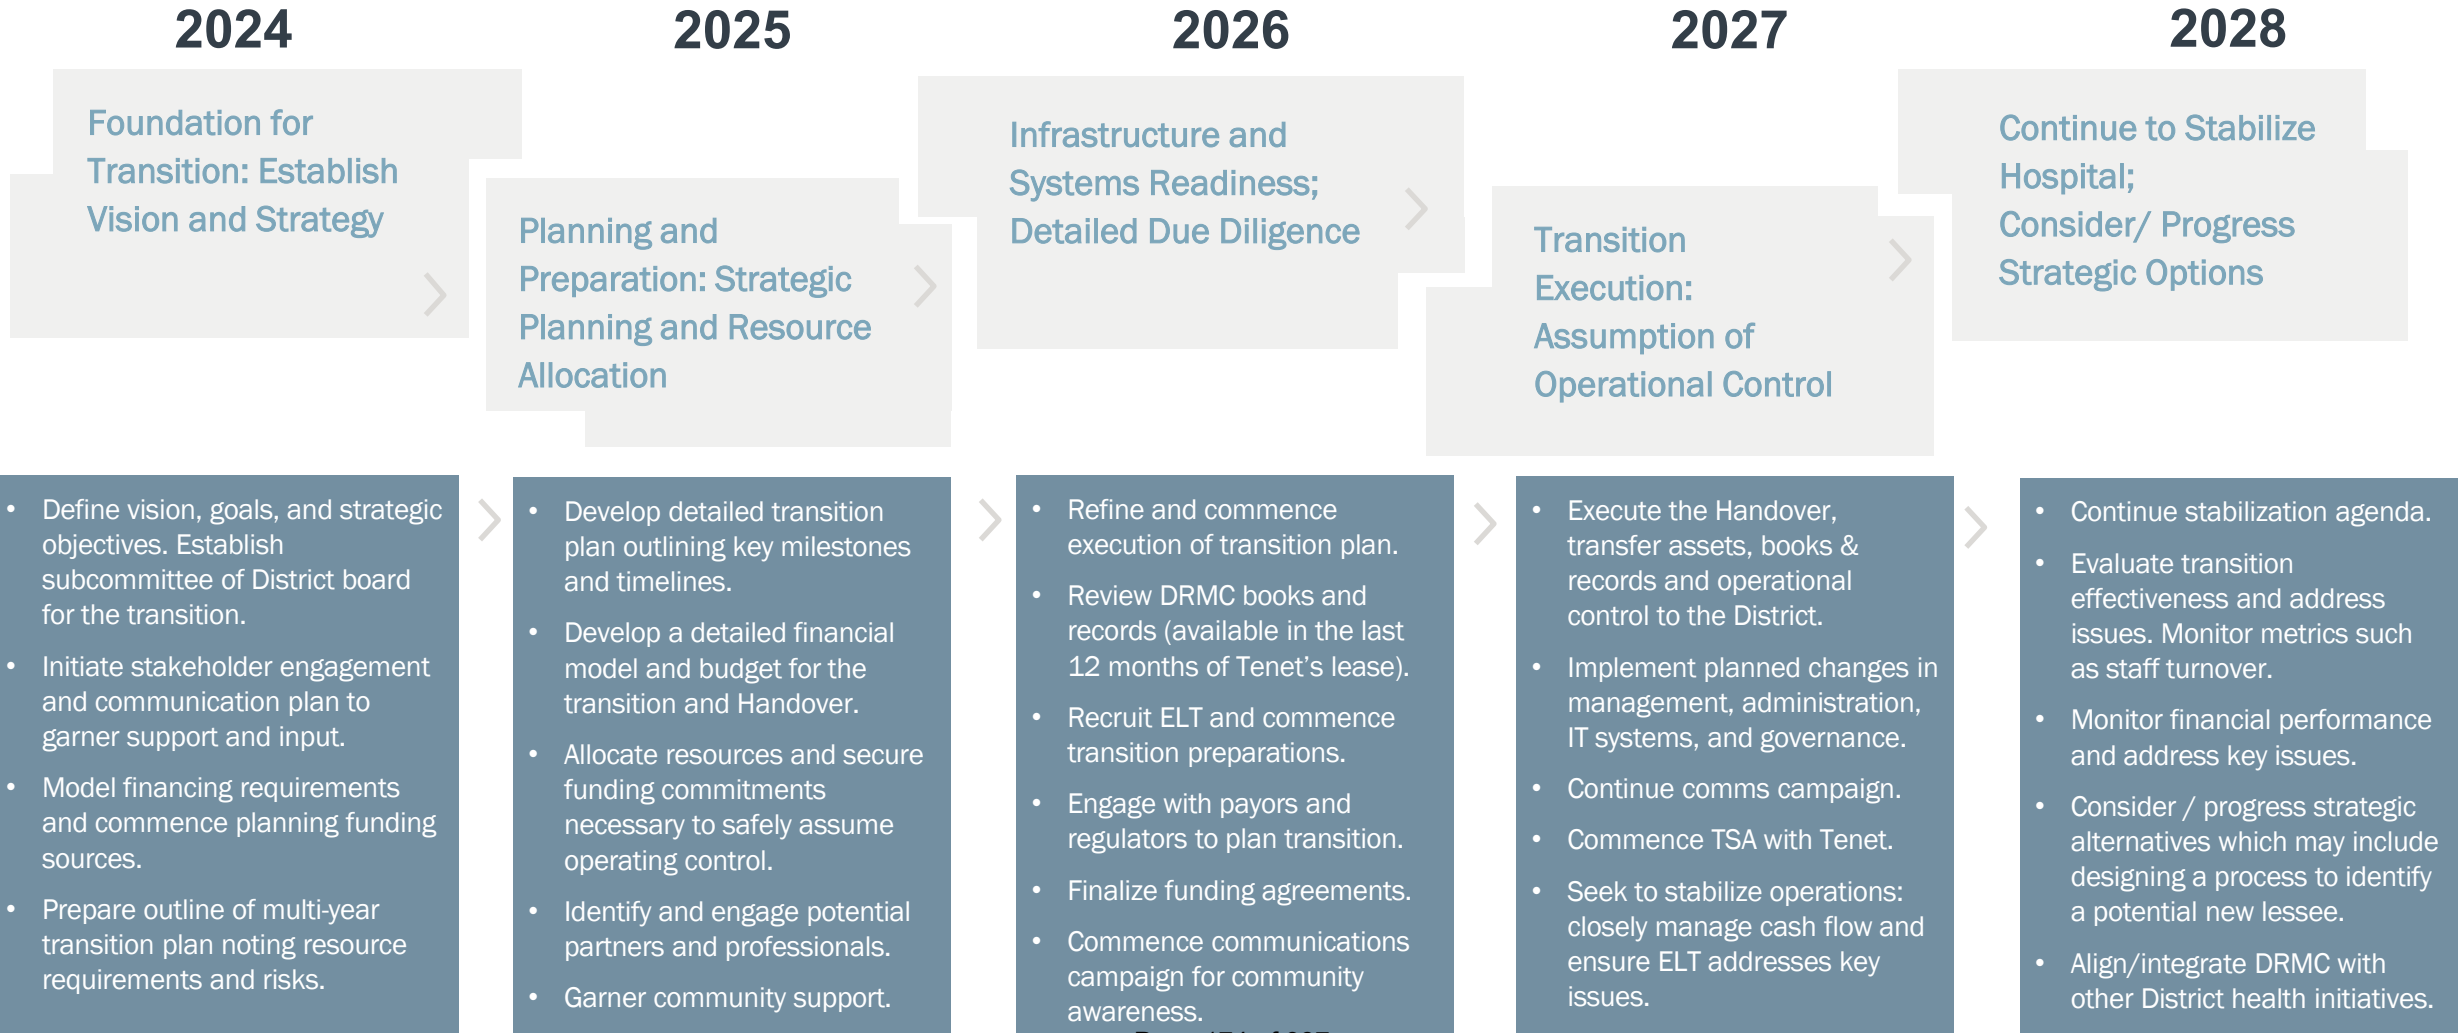 2024
2025
2026
2027
2028
Foundation for
Transition: Establish
Vision and Strategy
Planning and
Preparation: Strategic
Planning and Resource
Allocation
Infrastructure and
Systems Readiness;
Detailed Due Diligence
Transition
Execution:
Assumption of
Operational Control
Continue to Stabilize
Hospital;
Consider/ Progress
Strategic Options
• Define vision, goals, and strategic
objectives. Establish
subcommittee of District board
for the transition.
• Initiate stakeholder engagement
and communication plan to
garner support and input.
• Model financing requirements
and commence planning funding
sources.
• Prepare outline of multi-year
transition plan noting resource
requirements and risks.
• Develop detailed transition
plan outlining key milestones
and timelines.
• Develop a detailed financial
model and budget for the
transition and Handover.
• Allocate resources and secure
funding commitments
necessary to safely assume
operating control.
• Identify and engage potential
partners and professionals.
• Garner community support.
• Refine and commence
execution of transition plan.
• Review DRMC books and
records (available in the last
12 months of Tenet’s lease).
• Recruit ELT and commence
transition preparations.
• Engage with payors and
regulators to plan transition.
• Finalize funding agreements.
• Commence communications
campaign for community
awareness.
• Execute the Handover,
transfer assets, books &
records and operational
control to the District.
• Implement planned changes in
management, administration,
IT systems, and governance.
• Continue comms campaign.
• Commence TSA with Tenet.
• Seek to stabilize operations:
closely manage cash flow and
ensure ELT addresses key
issues.
• Continue stabilization agenda.
• Evaluate transition
effectiveness and address
issues. Monitor metrics such
as staff turnover.
• Monitor financial performance
and address key issues.
• Consider / progress strategic
alternatives which may include
designing a process to identify
a potential new lessee.
• Align/integrate DRMC with
other District health initiatives.